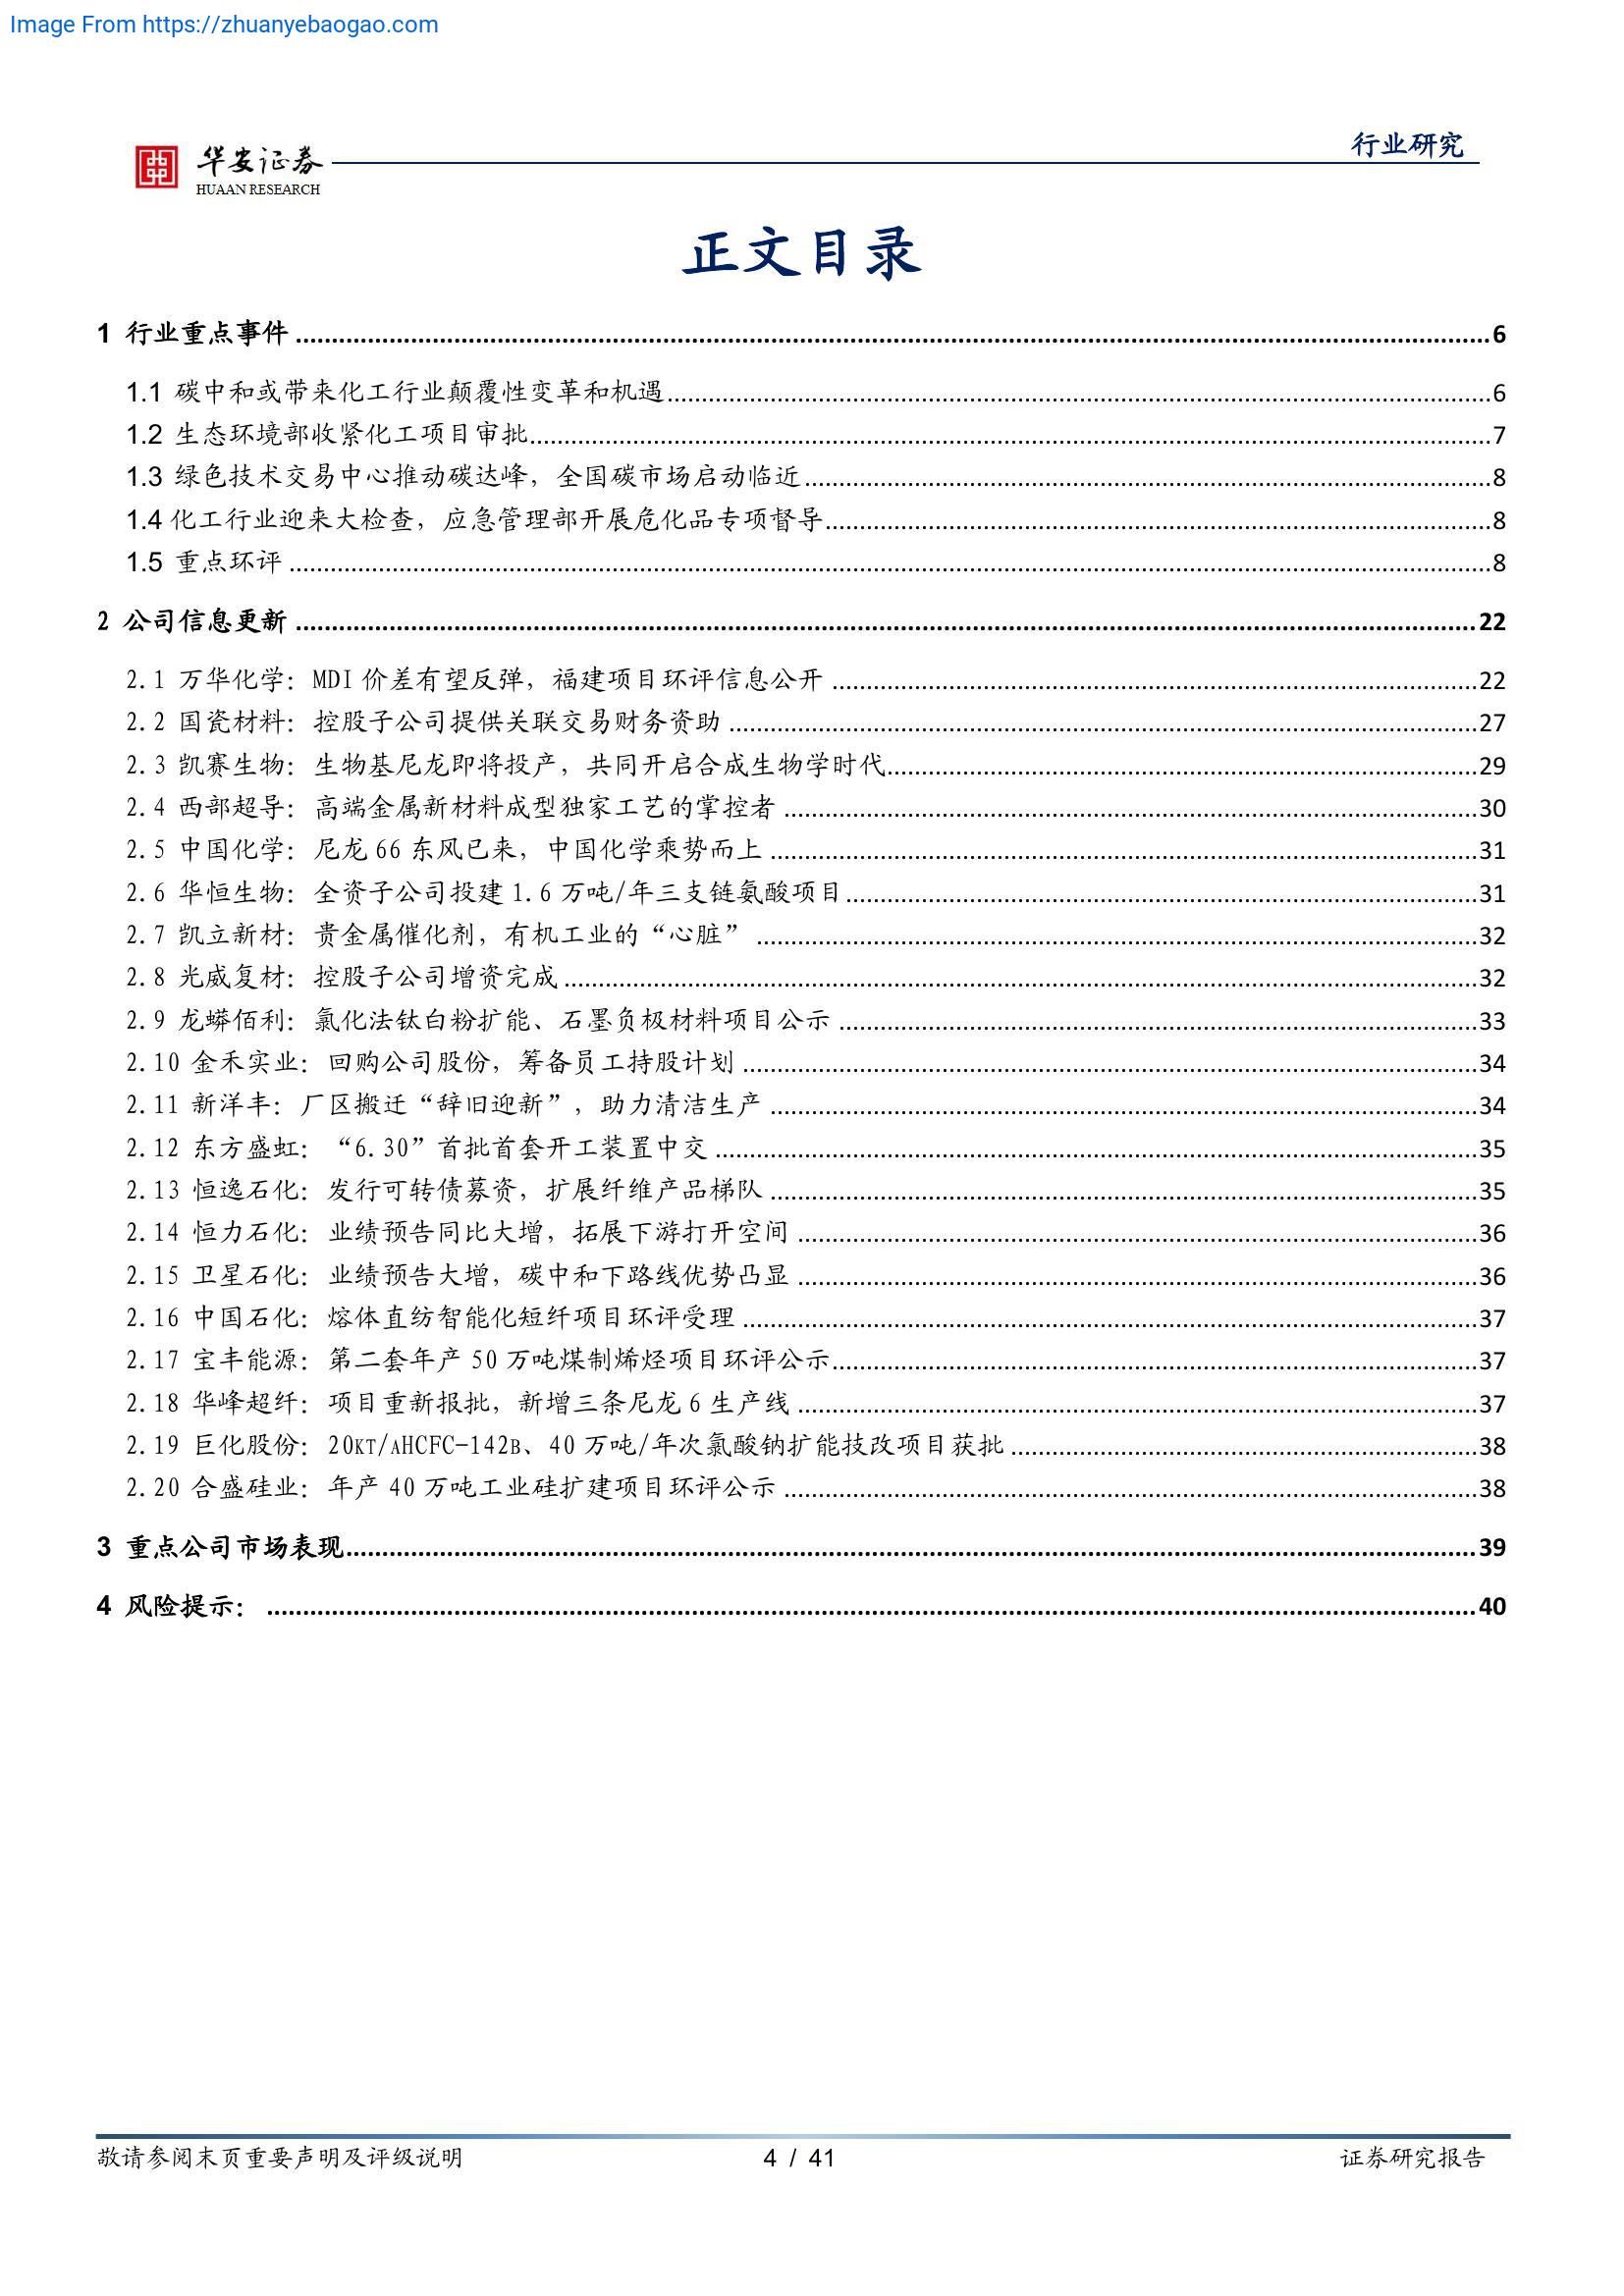 Image From https://zhuanyebaogao.com
华安证券
HUAAN RESEARCH
行业研究
正文目录
1 行业重点事件 ........ 6
1.1 碳中和或带来化工行业颠覆性变革和机遇 ........ 6
1.2 生态环境部收紧化工项目审批 ........ 7
1.3 绿色技术交易中心推动碳达峰，全国碳市场启动临近 ........ 8
1.4 化工行业迎来大检查，应急管理部开展危化品专项督导 ........ 8
1.5 重点环评 ........ 8
2 公司信息更新 ........ 22
2.1 万华化学：MDI 价差有望反弹，福建项目环评信息公开 ........ 22
2.2 国瓷材料：控股子公司提供关联交易财务资助 ........ 27
2.3 凯赛生物：生物基尼龙即将投产，共同开启合成生物学时代 ........ 29
2.4 西部超导：高端金属新材料成型独家工艺的掌控者 ........ 30
2.5 中国化学：尼龙 66 东风已来，中国化学乘势而上 ........ 31
2.6 华恒生物：全资子公司投建 1.6 万吨/年三支链氨酸项目 ........ 31
2.7 凯立新材：贵金属催化剂，有机工业的“心脏” ........ 32
2.8 光威复材：控股子公司增资完成 ........ 32
2.9 龙蟒佰利：氯化法钛白粉扩能、石墨负极材料项目公示 ........ 33
2.10 金禾实业：回购公司股份，筹备员工持股计划 ........ 34
2.11 新洋丰：厂区搬迁“辞旧迎新”，助力清洁生产 ........ 34
2.12 东方盛虹：“6.30”首批首套开工装置中交 ........ 35
2.13 恒逸石化：发行可转债募资，扩展纤维产品梯队 ........ 35
2.14 恒力石化：业绩预告同比大增，拓展下游打开空间 ........ 36
2.15 卫星石化：业绩预告大增，碳中和下路线优势凸显 ........ 36
2.16 中国石化：熔体直纺智能化短纤项目环评受理 ........ 37
2.17 宝丰能源：第二套年产 50 万吨煤制烯烃项目环评公示 ........ 37
2.18 华峰超纤：项目重新报批，新增三条尼龙 6 生产线 ........ 37
2.19 巨化股份：20KT/AHCFC-142B、40 万吨/年次氯酸钠扩能技改项目获批 ........ 38
2.20 合盛硅业：年产 40 万吨工业硅扩建项目环评公示 ........ 38
3 重点公司市场表现 ........ 39
4 风险提示： ........ 40
敬请参阅末页重要声明及评级说明
4 / 41
证券研究报告